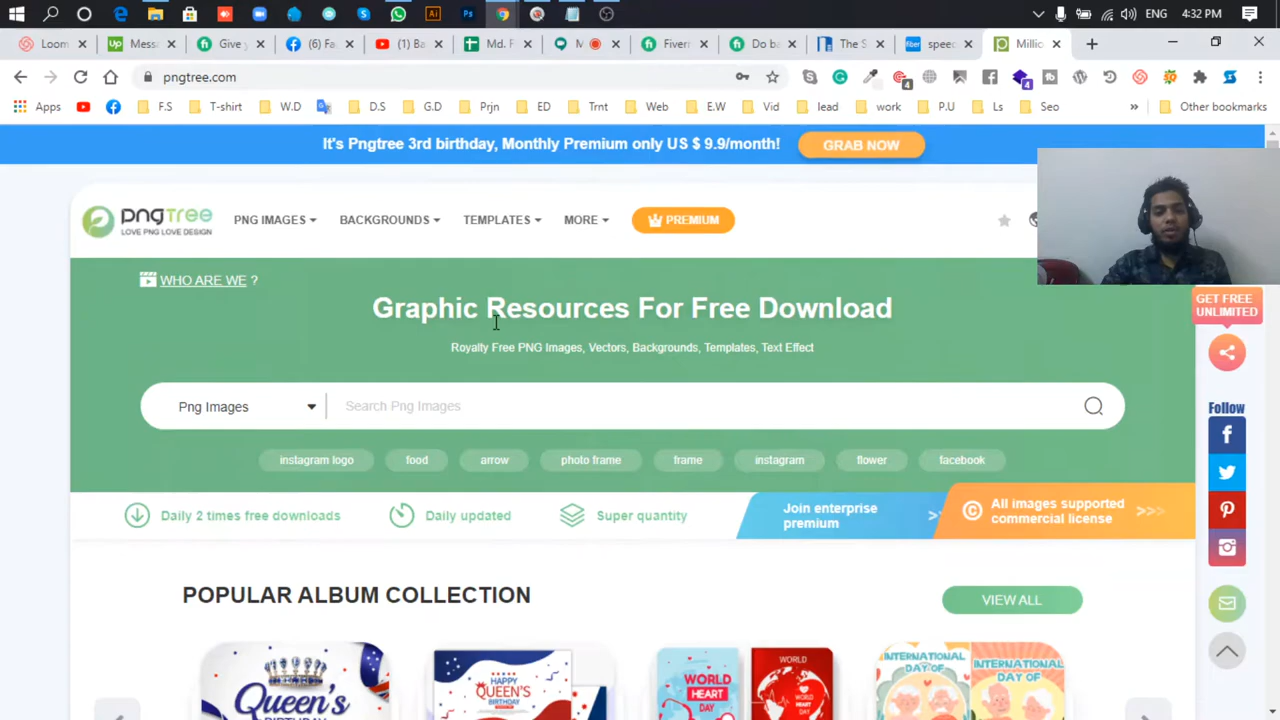 ENG
4:32 PM
Loom
Mess
Give y
(6) Fa
(1) Ba
Md. F
M
Fiverr
Do ba
The S
fiber
speec
Millio
pngtree.com
Apps
F.S
T-shirt
W.D
D.S
G.D
Prjn
ED
Trnt
Web
E.W
Vid
lead
work
P.U
Ls
Seo
Other bookmarks
It's Pngtree 3rd birthday, Monthly Premium only US $ 9.9/month!
GRAB NOW
pngTREE
LOVE PNG LOVE DESIGN
PNG IMAGES
BACKGROUNDS
TEMPLATES
MORE
PREMIUM
WHO ARE WE ?
Graphic Resources For Free Download
Royalty Free PNG Images, Vectors, Backgrounds, Templates, Text Effect
GET FREE
UNLIMITED
Png Images
Search Png Images
Follow
instagram logo
food
arrow
photo frame
frame
instagram
flower
facebook
Daily 2 times free downloads
Daily updated
Super quantity
Join enterprise
premium
All images supported
commercial license
POPULAR ALBUM COLLECTION
VIEW ALL
Queen's
BIRTHDAY
HAPPY
QUEEN'S
BIRTHDAY
WORLD
HEART
DAY
WORLD
HEART
DAY
INTERNATIONAL
DAY OF
INTERNATIONAL
DAY OF